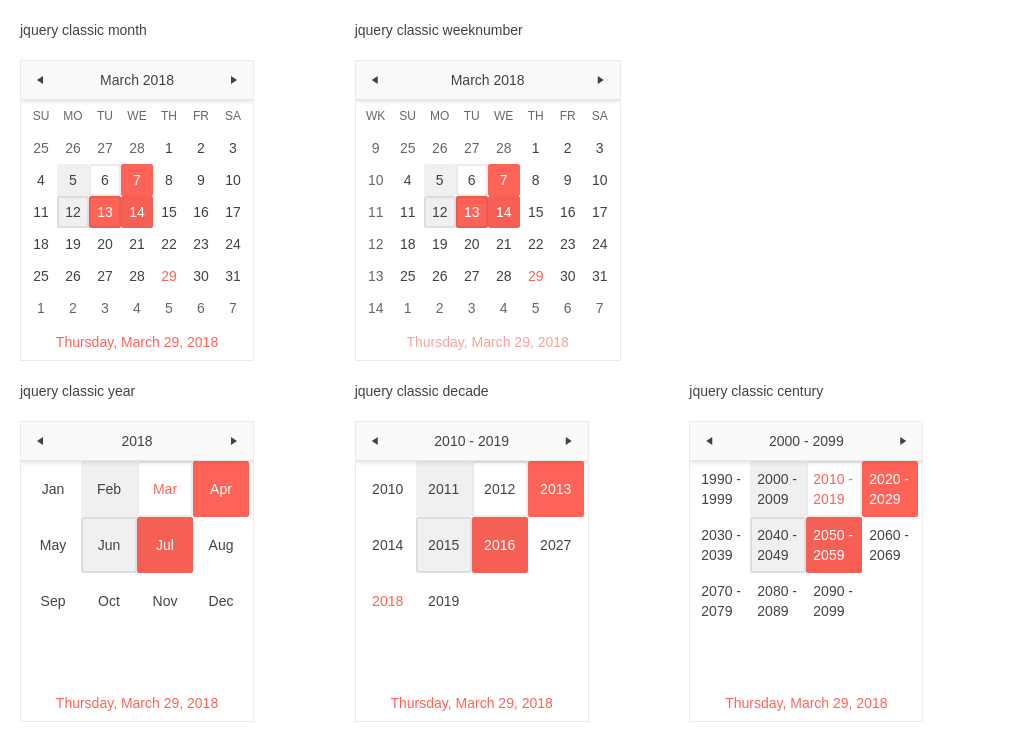 jquery classic month
March 2018
SU MO TU WE TH FR SA
25 26 27 28 1 2 3
4 5 6 7 8 9 10
11 12 13 14 15 16 17
18 19 20 21 22 23 24
25 26 27 28 29 30 31
1 2 3 4 5 6 7
Thursday, March 29, 2018
jquery classic weeknumber
March 2018
WK SU MO TU WE TH FR SA
9 25 26 27 28 1 2 3
10 4 5 6 7 8 9 10
11 11 12 13 14 15 16 17
12 18 19 20 21 22 23 24
13 25 26 27 28 29 30 31
14 1 2 3 4 5 6 7
Thursday, March 29, 2018
jquery classic year
2018
Jan Feb Mar Apr
May Jun Jul Aug
Sep Oct Nov Dec
Thursday, March 29, 2018
jquery classic decade
2010 - 2019
2010 2011 2012 2013
2014 2015 2016 2027
2018 2019
Thursday, March 29, 2018
jquery classic century
2000 - 2099
1990 - 2000 - 2010 - 2020 -
1999 2009 2019 2029
2030 - 2040 - 2050 - 2060 -
2039 2049 2059 2069
2070 - 2080 - 2090 -
2079 2089 2099
Thursday, March 29, 2018